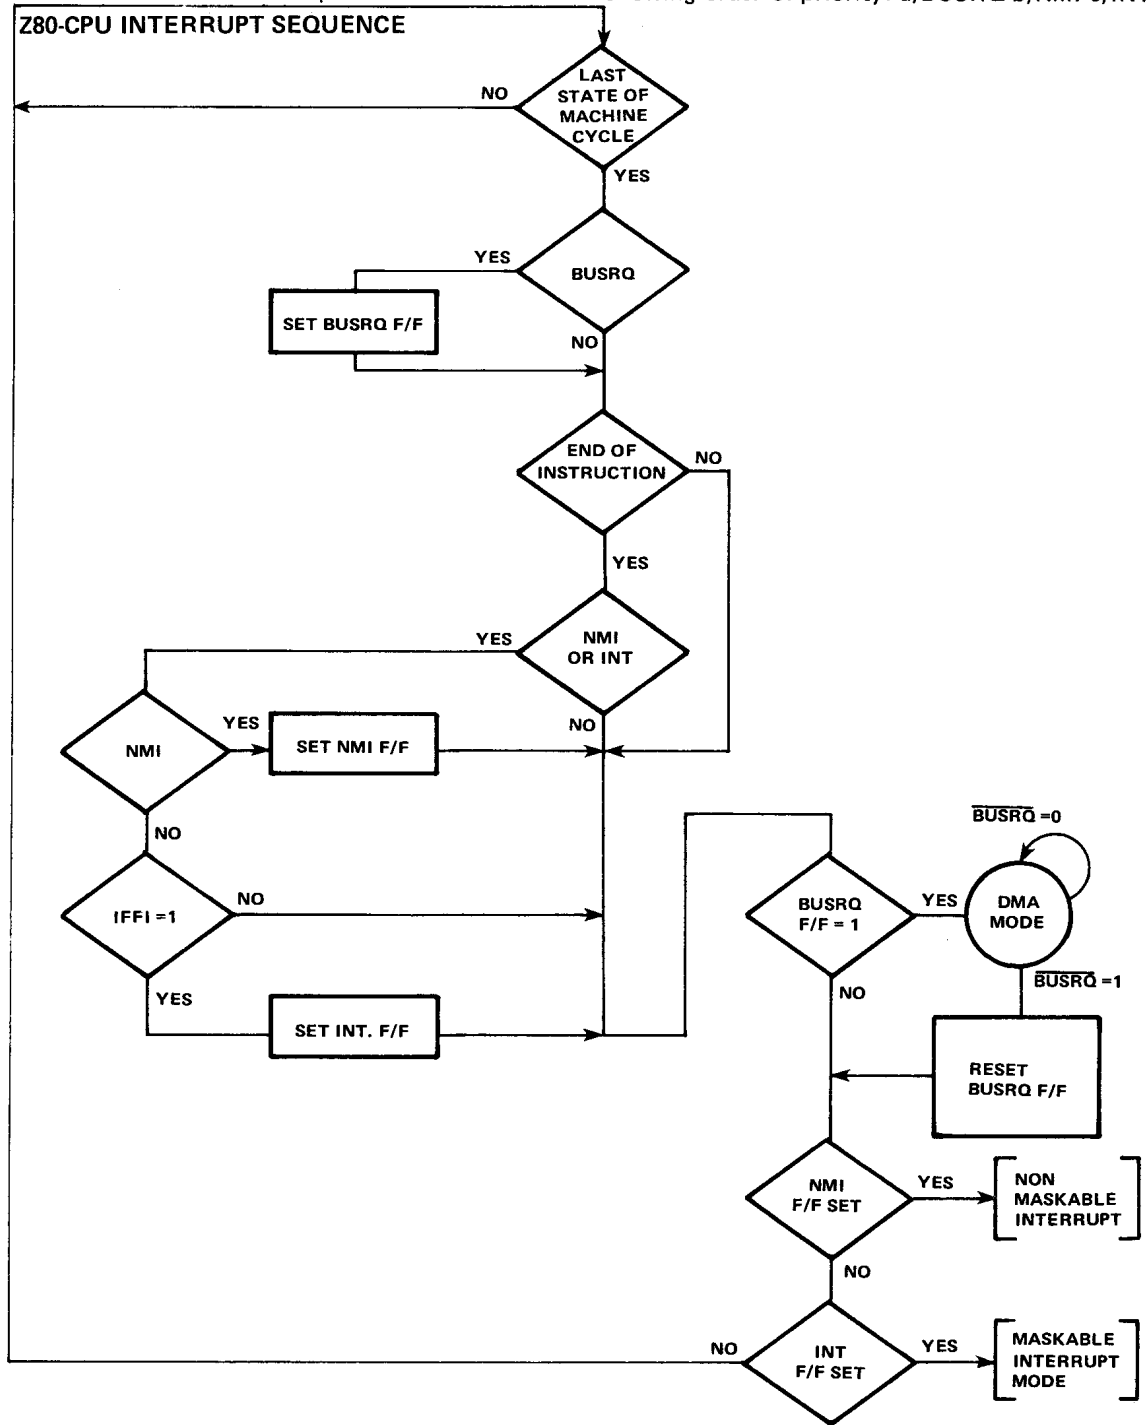 Z80-CPU INTERRUPT SEQUENCE
LAST
STATE OF
MACHINE
CYCLE
NO
YES
BUSRQ
YES
SET BUSRQ F/F
NO
END OF
INSTRUCTION
NO
YES
NMI
OR INT
YES
NO
NMI
YES
SET NMI F/F
NO
IFFI = 1
NO
YES
SET INT. F/F
BUSRQ
F/F = 1
YES
DMA
MODE
BUSRQ =0
BUSRQ =1
NO
RESET
BUSRQ F/F
NMI
F/F SET
YES
NON
MASKABLE
INTERRUPT
NO
INT
F/F SET
NO
YES
MASKABLE
INTERRUPT
MODE